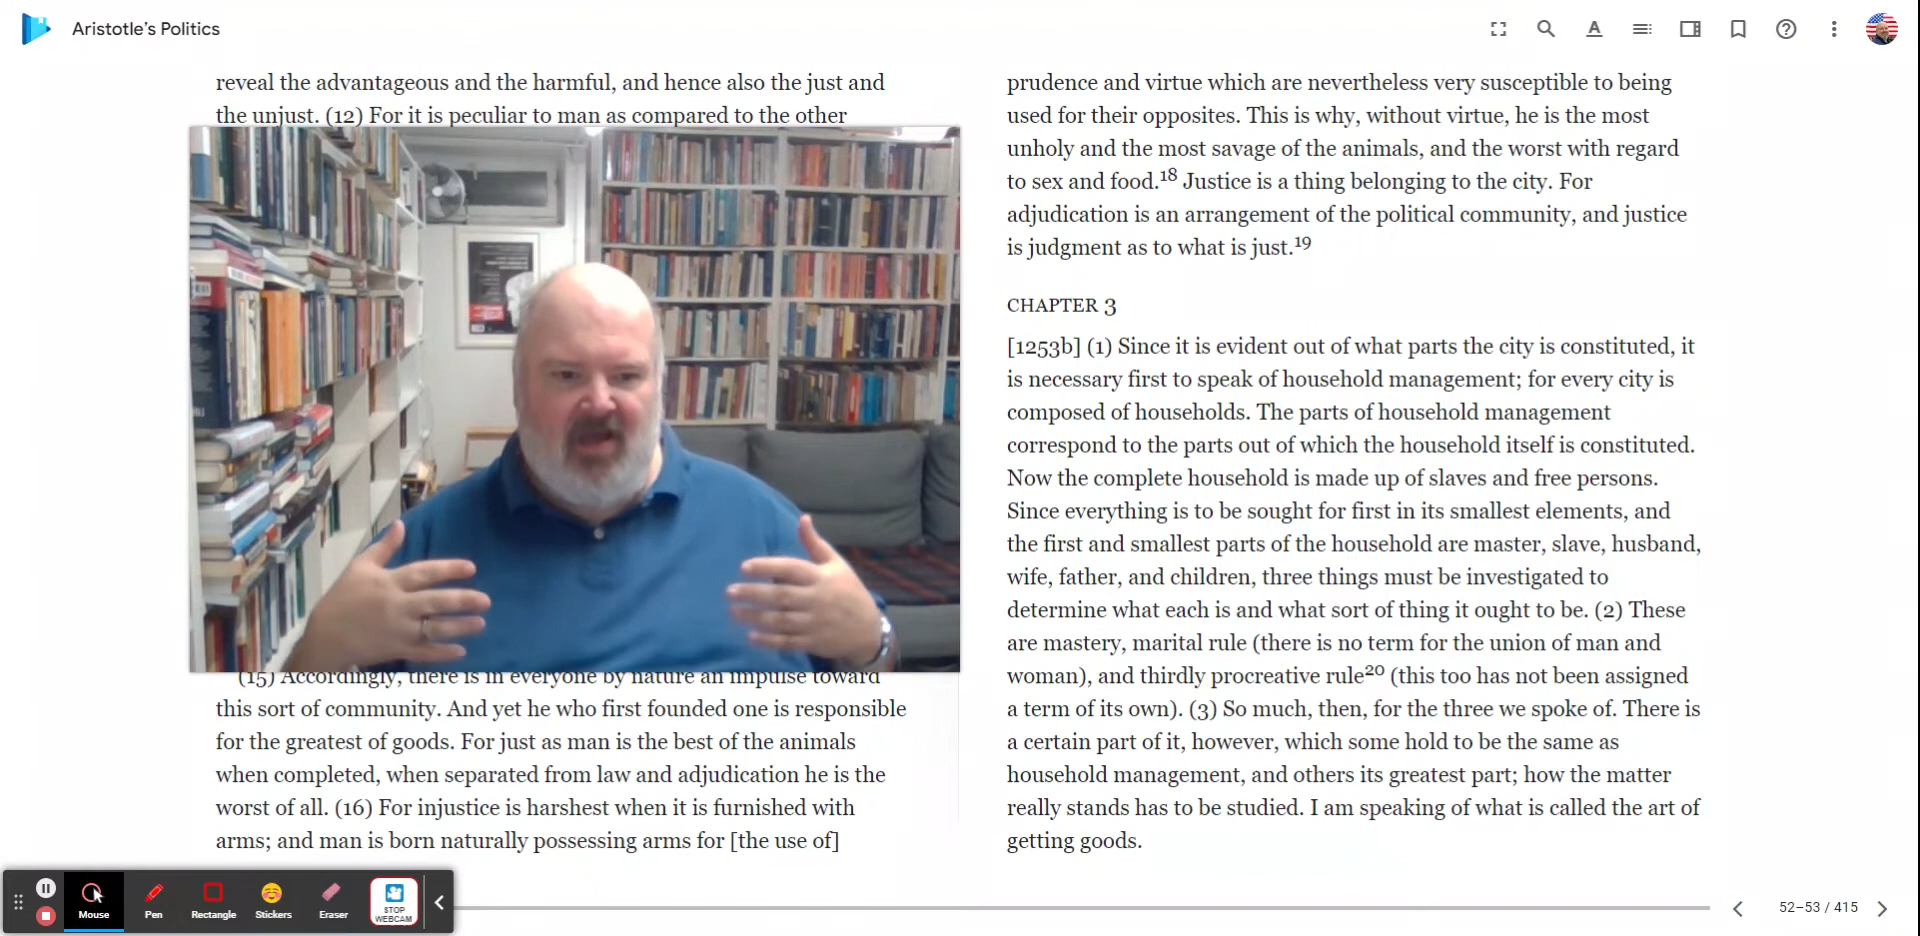 Aristotle's Politics
reveal the advantageous and the harmful, and hence also the just and
the unjust. (12) For it is peculiar to man as compared to the other
(15) Accordingly, there is in everyone by nature an impulse toward
this sort of community. And yet he who first founded one is responsible
for the greatest of goods. For just as man is the best of the animals
when completed, when separated from law and adjudication he is the
worst of all. (16) For injustice is harshest when it is furnished with
arms; and man is born naturally possessing arms for [the use of]
prudence and virtue which are nevertheless very susceptible to being
used for their opposites. This is why, without virtue, he is the most
unholy and the most savage of the animals, and the worst with regard
to sex and food.18 Justice is a thing belonging to the city. For
adjudication is an arrangement of the political community, and justice
is judgment as to what is just.19
CHAPTER 3
[1253b] (1) Since it is evident out of what parts the city is constituted, it
is necessary first to speak of household management; for every city is
composed of households. The parts of household management
correspond to the parts out of which the household itself is constituted.
Now the complete household is made up of slaves and free persons.
Since everything is to be sought for first in its smallest elements, and
the first and smallest parts of the household are master, slave, husband,
wife, father, and children, three things must be investigated to
determine what each is and what sort of thing it ought to be. (2) These
are mastery, marital rule (there is no term for the union of man and
woman), and thirdly procreative rule20 (this too has not been assigned
a term of its own). (3) So much, then, for the three we spoke of. There is
a certain part of it, however, which some hold to be the same as
household management, and others its greatest part; how the matter
really stands has to be studied. I am speaking of what is called the art of
getting goods.
Mouse
Pen
Rectangle
Stickers
Eraser
STOP
WEBCAM
52–53 / 415